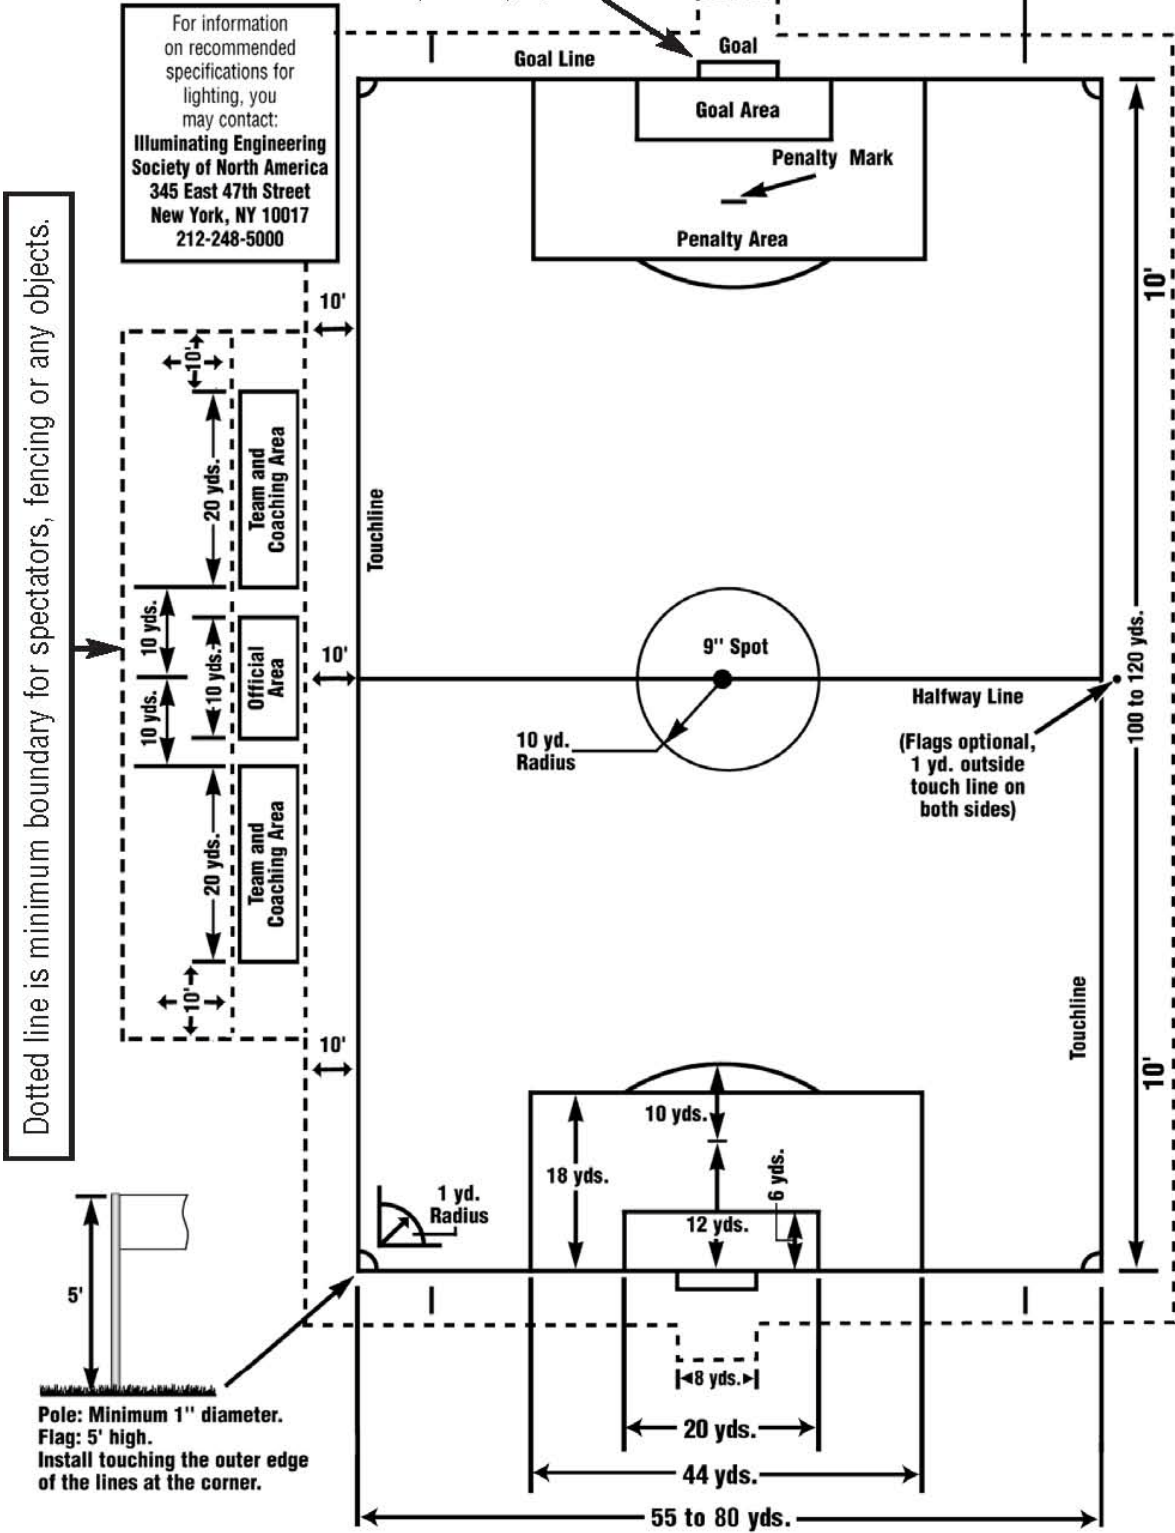 For information
on recommended
specifications for
lighting, you
may contact:
Illuminating Engineering
Society of North America
345 East 47th Street
New York, NY 10017
212-248-5000
Goal Line
Goal
Goal Area
Penalty Mark
Penalty Area
Dotted line is minimum boundary for spectators, fencing or any objects.
10'
10'
10'
20 yds.
Team and
Coaching Area
Touchline
10 yds.
10 yds.
10 yds.
Official
Area
10'
9" Spot
10 yd.
Radius
Halfway Line
(Flags optional,
1 yd. outside
touch line on
both sides)
100 to 120 yds.
20 yds.
Team and
Coaching Area
10'
10'
Touchline
10'
10 yds.
18 yds.
6 yds.
12 yds.
1 yd.
Radius
5'
Pole: Minimum 1" diameter.
Flag: 5' high.
Install touching the outer edge
of the lines at the corner.
8 yds.
20 yds.
44 yds.
55 to 80 yds.